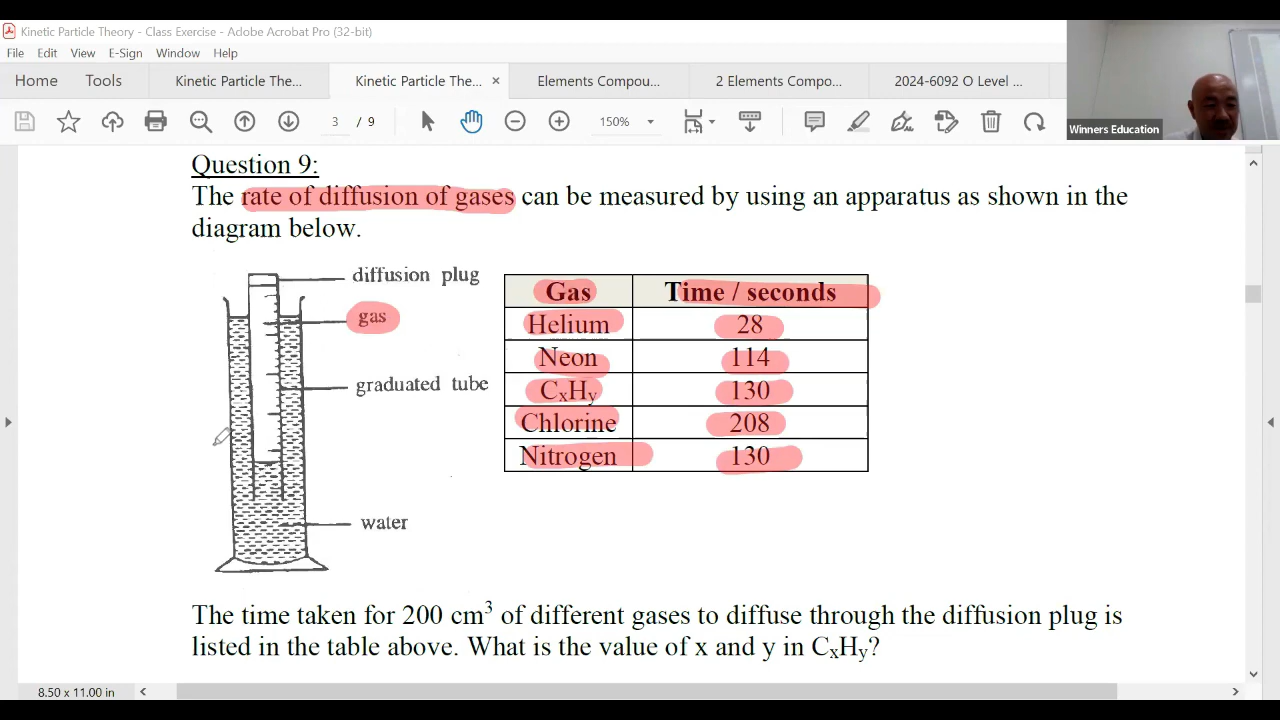 Kinetic Particle Theory - Class Exercise - Adobe Acrobat Pro (32-bit)
File Edit View E-Sign Window Help
Home Tools Kinetic Particle The... Kinetic Particle The... × Elements Compou... 2 Elements Compo... 2024-6092 O Level ...
3 / 9 150%
Winners Education
Question 9:
The rate of diffusion of gases can be measured by using an apparatus as shown in the
diagram below.
diffusion plug
gas
graduated tube
water
Gas Time / seconds
Helium 28
Neon 114
CₓHᵧ 130
Chlorine 208
Nitrogen 130
The time taken for 200 cm³ of different gases to diffuse through the diffusion plug is
listed in the table above. What is the value of x and y in CₓHᵧ?
8.50 x 11.00 in